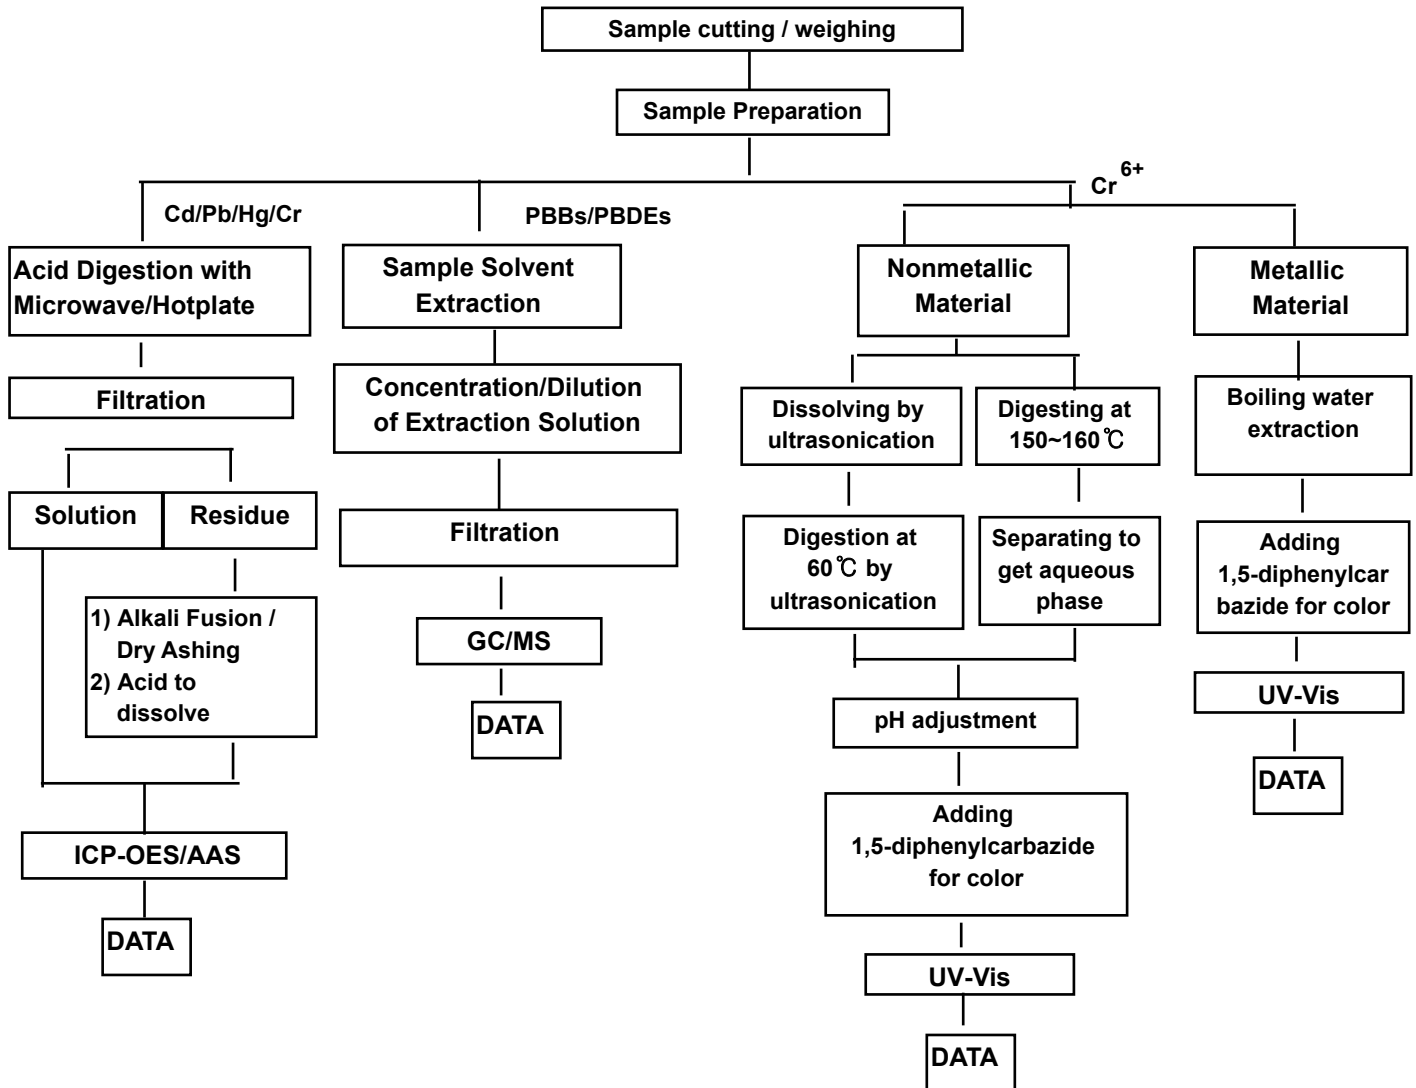 Sample cutting / weighing
Sample Preparation
Cr 6+
Cd/Pb/Hg/Cr
PBBs/PBDEs
Acid Digestion with
Microwave/Hotplate
Filtration
Solution
Residue
1) Alkali Fusion /
Dry Ashing
2) Acid to
dissolve
ICP-OES/AAS
DATA
Sample Solvent
Extraction
Concentration/Dilution
of Extraction Solution
Filtration
GC/MS
DATA
Nonmetallic
Material
Dissolving by
ultrasonication
Digestion at
60℃ by
ultrasonication
Digesting at
150~160℃
Separating to
get aqueous
phase
pH adjustment
Adding
1,5-diphenylcarbazide
for color
UV-Vis
DATA
Metallic
Material
Boiling water
extraction
Adding
1,5-diphenylcar
bazide for color
UV-Vis
DATA